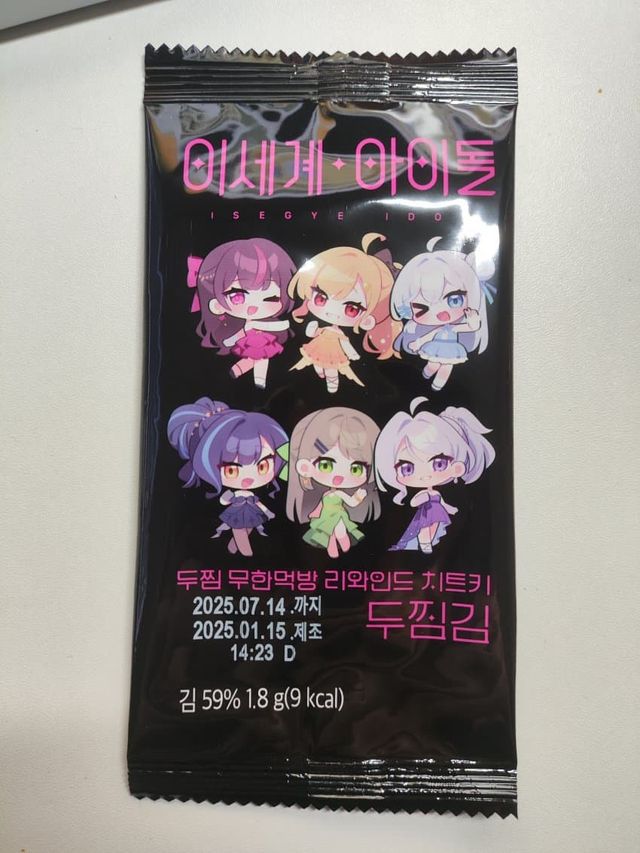 이세계 아이돌
ISEGYE IDOL
두찜 무한먹방 리와인드 치트키
두찜김
2025.07.14.까지
2025.01.15.제조
14:23 D
김 59% 1.8 g(9 kcal)